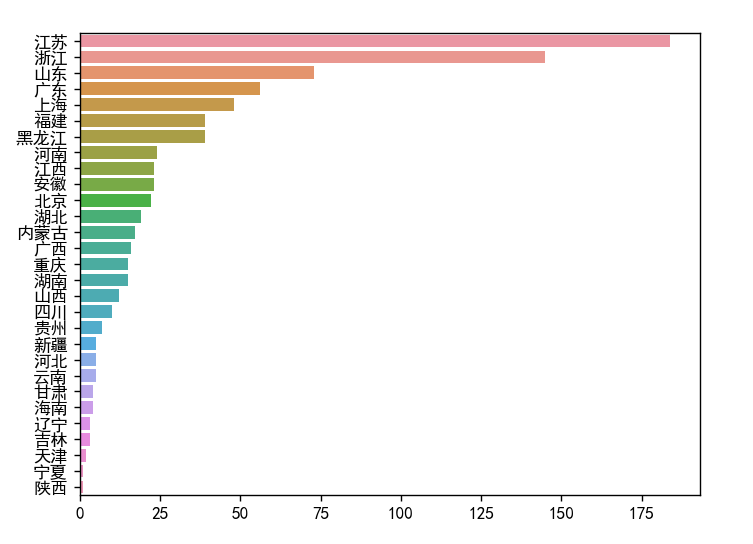 江苏
浙江
山东
广东
上海
福建
黑龙江
河南
江西
安徽
北京
湖北
内蒙古
广西
重庆
湖南
山西
四川
贵州
新疆
河北
云南
甘肃
海南
辽宁
吉林
天津
宁夏
陕西
0 25 50 75 100 125 150 175